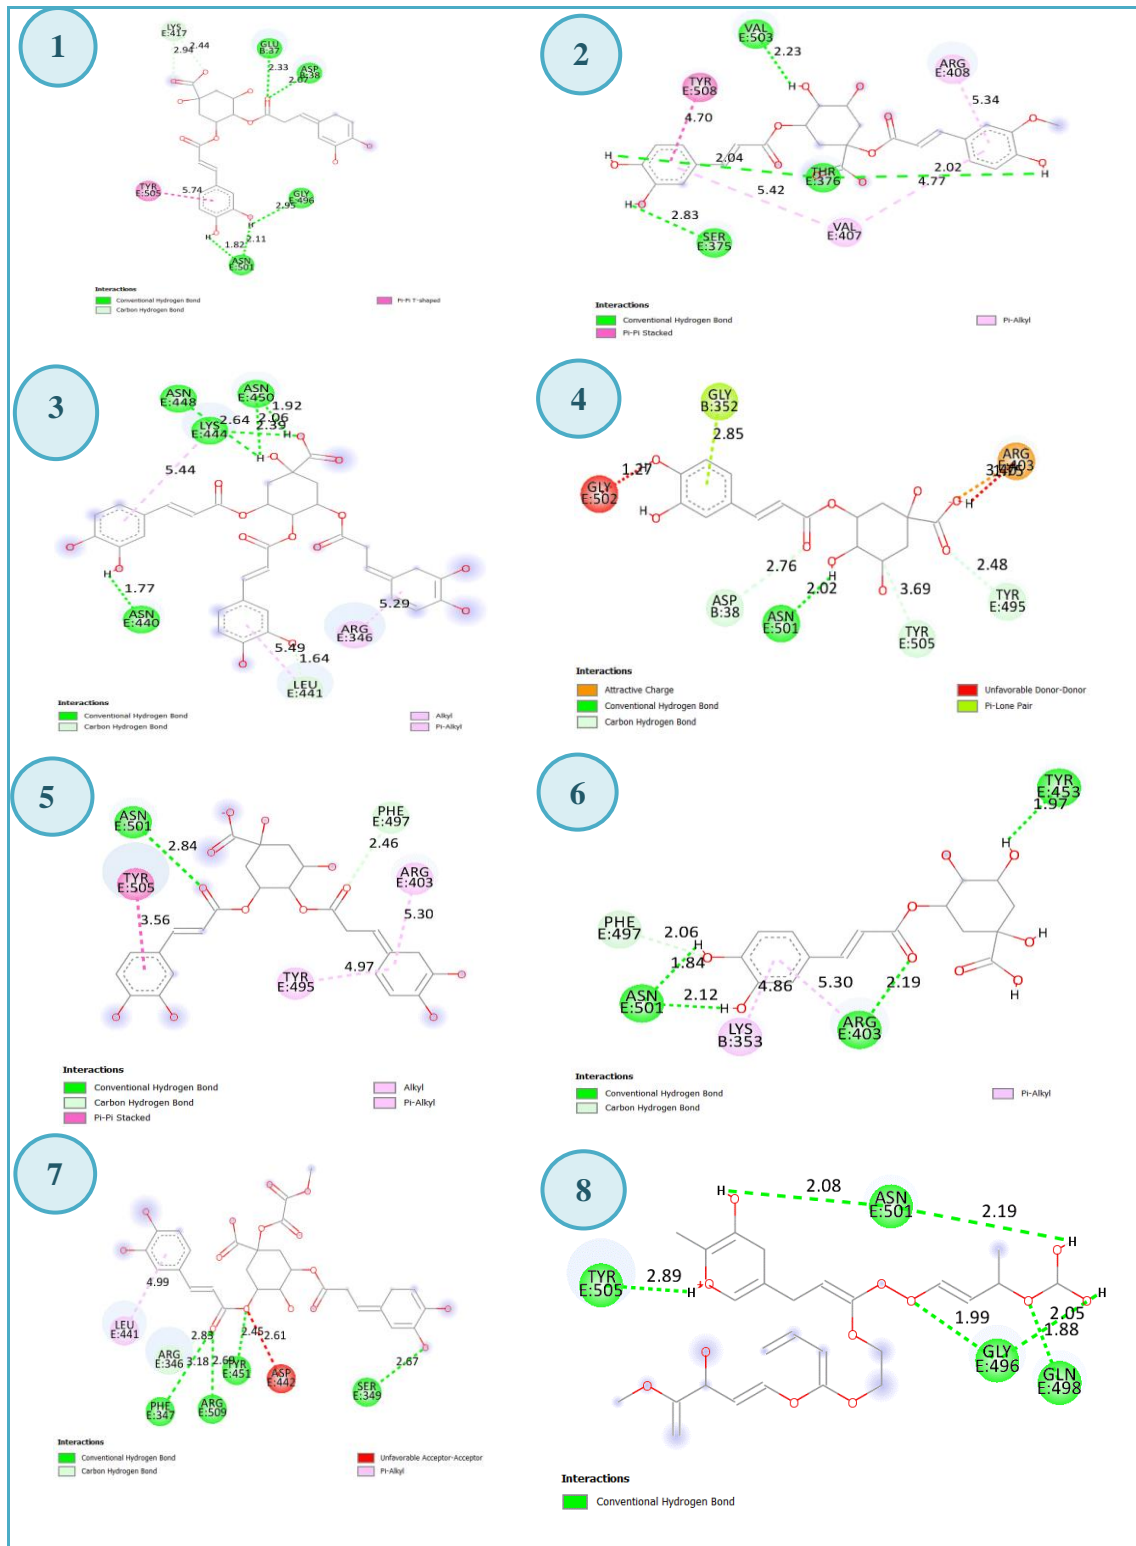 1
LYS
E:417
2.94
2.44
GLU
B:37
2.33
ASP
B:38
2.67
TYR
E:505
5.74
GLY
E:496
2.95
1.82
2.11
ASN
E:501
Interactions
Conventional Hydrogen Bond
Carbon Hydrogen Bond
Pi-Pi T-shaped
2
VAL
E:503
2.23
TYR
E:508
4.70
ARG
E:408
5.34
2.04
THR
E:376
2.02
4.77
5.42
2.83
SER
E:375
VAL
E:407
Interactions
Conventional Hydrogen Bond
Pi-Pi Stacked
Pi-Alkyl
3
ASN
E:448
ASN
E:450
1.92
LYS
E:444
2.64
2.06
2.39
5.44
1.77
ASN
E:440
5.29
ARG
E:346
5.49
1.64
LEU
E:441
Interactions
Conventional Hydrogen Bond
Carbon Hydrogen Bond
Alkyl
Pi-Alkyl
4
GLY
B:352
2.85
1.27
GLY
E:502
ARG
E:403
2.76
ASP
B:38
2.02
ASN
E:501
3.69
TYR
E:505
2.48
TYR
E:495
Interactions
Attractive Charge
Conventional Hydrogen Bond
Carbon Hydrogen Bond
Unfavorable Donor-Donor
Pi-Lone Pair
5
ASN
E:501
2.84
PHE
E:497
2.46
TYR
E:505
3.56
ARG
E:403
5.30
TYR
E:495
4.97
Interactions
Conventional Hydrogen Bond
Carbon Hydrogen Bond
Pi-Pi Stacked
Alkyl
Pi-Alkyl
6
TYR
E:453
1.97
PHE
E:497
2.06
1.84
ASN
E:501
2.12
4.86
5.30
2.19
LYS
B:353
ARG
E:403
Interactions
Conventional Hydrogen Bond
Carbon Hydrogen Bond
Pi-Alkyl
7
4.99
LEU
E:441
ARG
E:346
2.83
3.18
2.69
2.45
2.61
TYR
E:451
ASP
E:442
2.67
SER
E:349
PHE
E:347
ARG
E:509
Interactions
Conventional Hydrogen Bond
Carbon Hydrogen Bond
Unfavorable Acceptor-Acceptor
Pi-Alkyl
8
2.08
ASN
E:501
2.19
TYR
E:505
2.89
1.99
2.05
1.88
GLY
E:496
GLN
E:498
Interactions
Conventional Hydrogen Bond